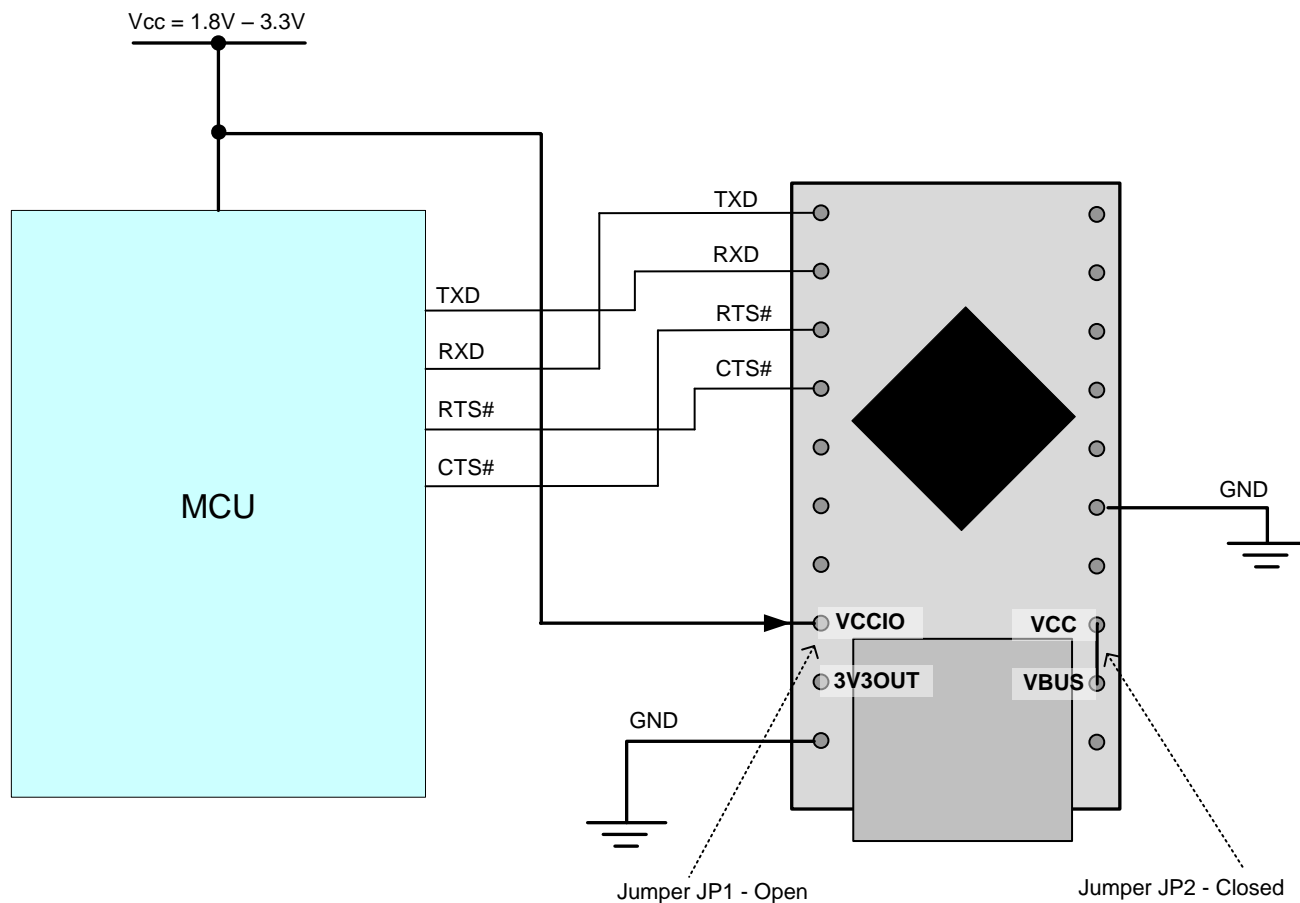 Vcc = 1.8V – 3.3V
TXD
RXD
RTS#
CTS#
TXD
RXD
RTS#
CTS#
MCU
GND
VCCIO
VCC
3V3OUT
VBUS
GND
Jumper JP1 - Open
Jumper JP2 - Closed